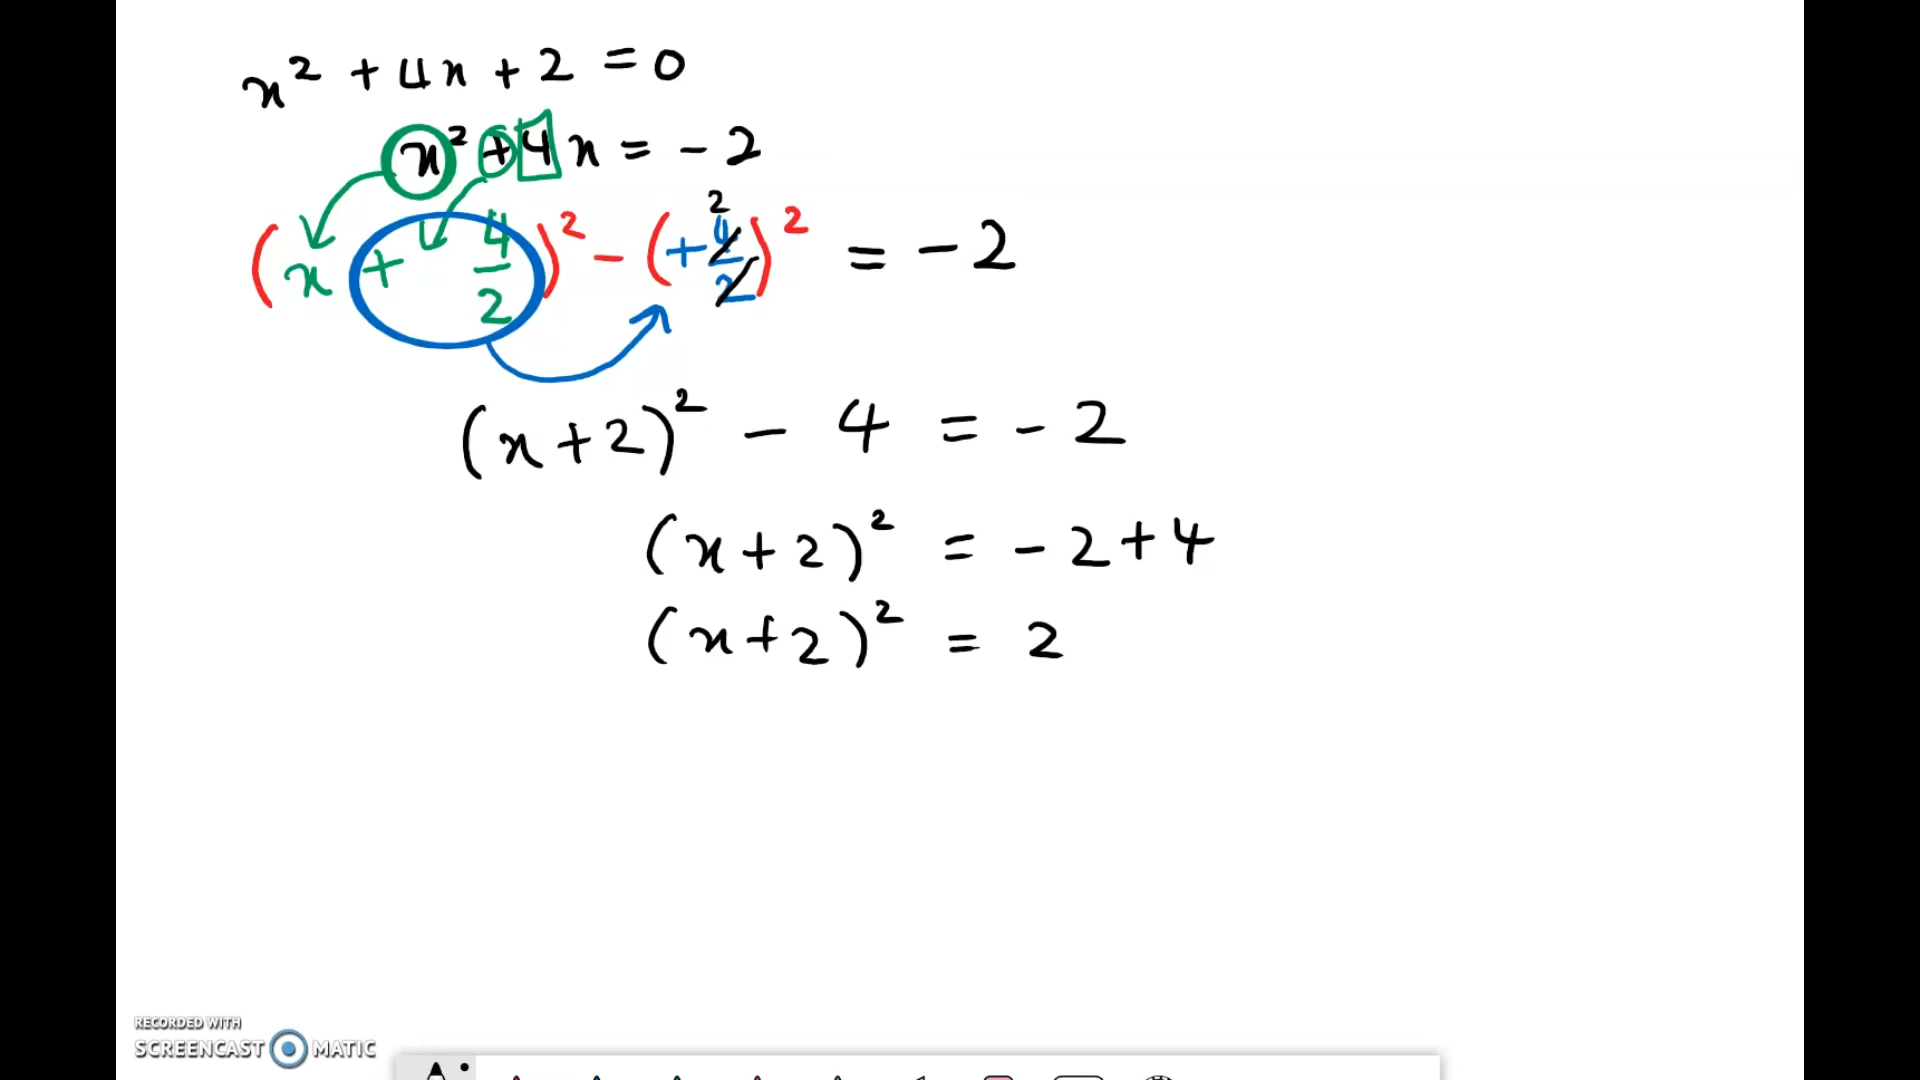 x² + 4x + 2 = 0
x² + 4x = - 2
(x + 4/2)² - (+ 4/2)² = - 2
2
(x + 2)² - 4 = - 2
(x + 2)² = - 2 + 4
(x + 2)² = 2
RECORDED WITH
SCREENCAST MATIC